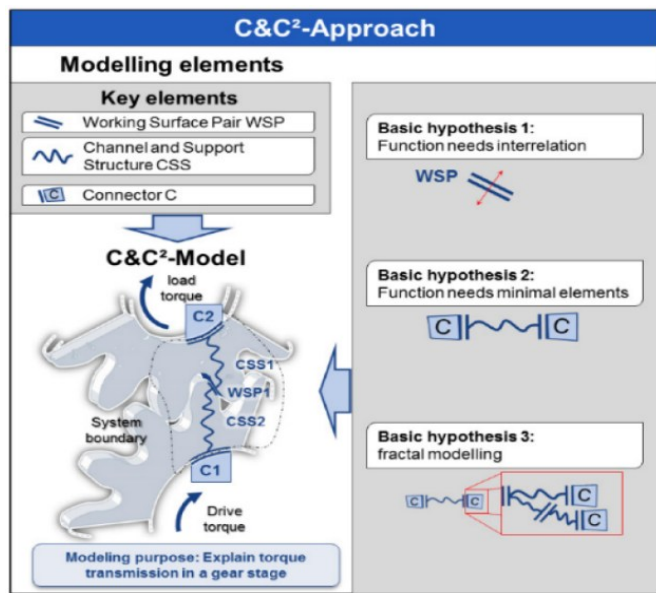 C&C²-Approach
Modelling elements
Key elements
Working Surface Pair WSP
Channel and Support
Structure CSS
C
Connector C
C&C²-Model
load
torque
C2
CSS1
WSP1
CSS2
System
boundary
C1
Drive
torque
Modeling purpose: Explain torque
transmission in a gear stage
Basic hypothesis 1:
Function needs interrelation
WSP
Basic hypothesis 2:
Function needs minimal elements
C
C
Basic hypothesis 3:
fractal modelling
C
C
C
C